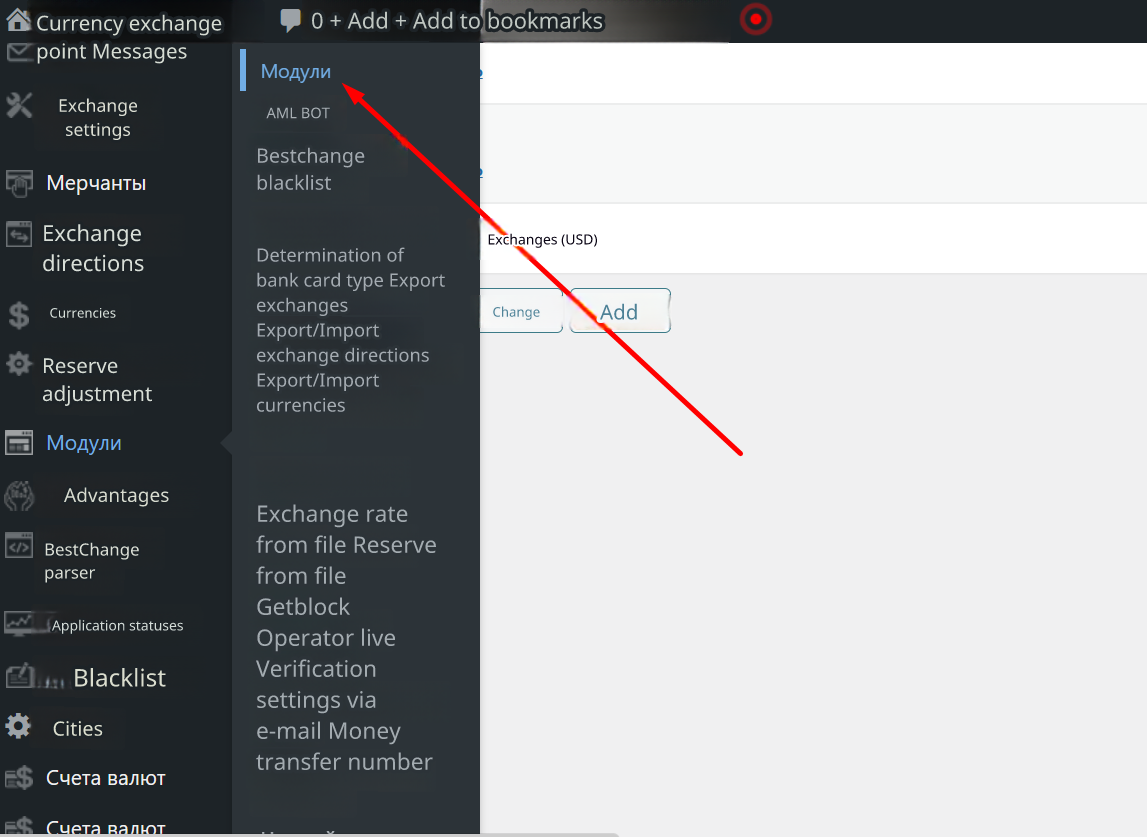 Currency exchange
point Messages
0 + Add + Add to bookmarks
Exchange
settings
Мерчанты
Exchange
directions
Currencies
Reserve
adjustment
Модули
Advantages
BestChange
parser
Application statuses
Blacklist
Cities
Счета валют
Счета валют
Модули
AML BOT
Bestchange
blacklist
Determination of
bank card type Export
exchanges
Export/Import
exchange directions
Export/Import
currencies
Exchange rate
from file Reserve
from file
Getblock
Operator live
Verification
settings via
e-mail Money
transfer number
Exchanges (USD)
Change
Add